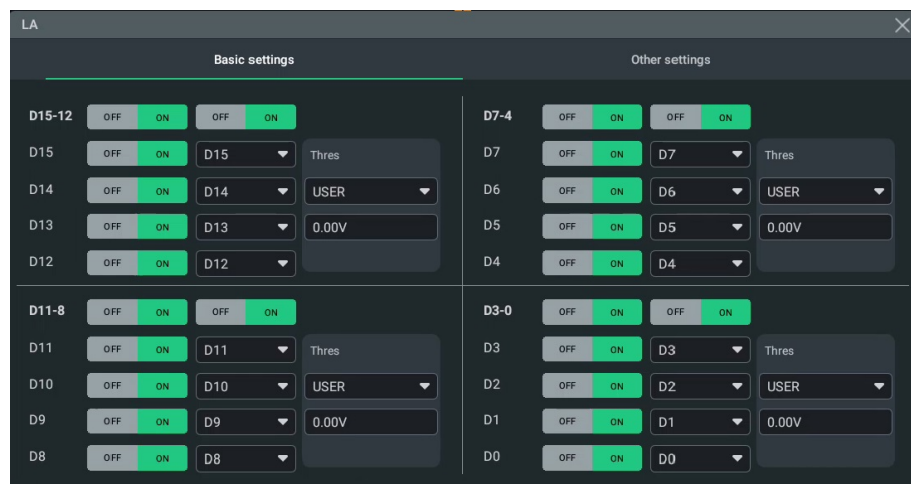 LA
Basic settings Other settings
D15-12 OFF ON OFF ON
D15 OFF ON D15 Thres
D14 OFF ON D14 USER
D13 OFF ON D13 0.00V
D12 OFF ON D12
D7-4 OFF ON OFF ON
D7 OFF ON D7 Thres
D6 OFF ON D6 USER
D5 OFF ON D5 0.00V
D4 OFF ON D4
D11-8 OFF ON OFF ON
D11 OFF ON D11 Thres
D10 OFF ON D10 USER
D9 OFF ON D9 0.00V
D8 OFF ON D8
D3-0 OFF ON OFF ON
D3 OFF ON D3 Thres
D2 OFF ON D2 USER
D1 OFF ON D1 0.00V
D0 OFF ON D0